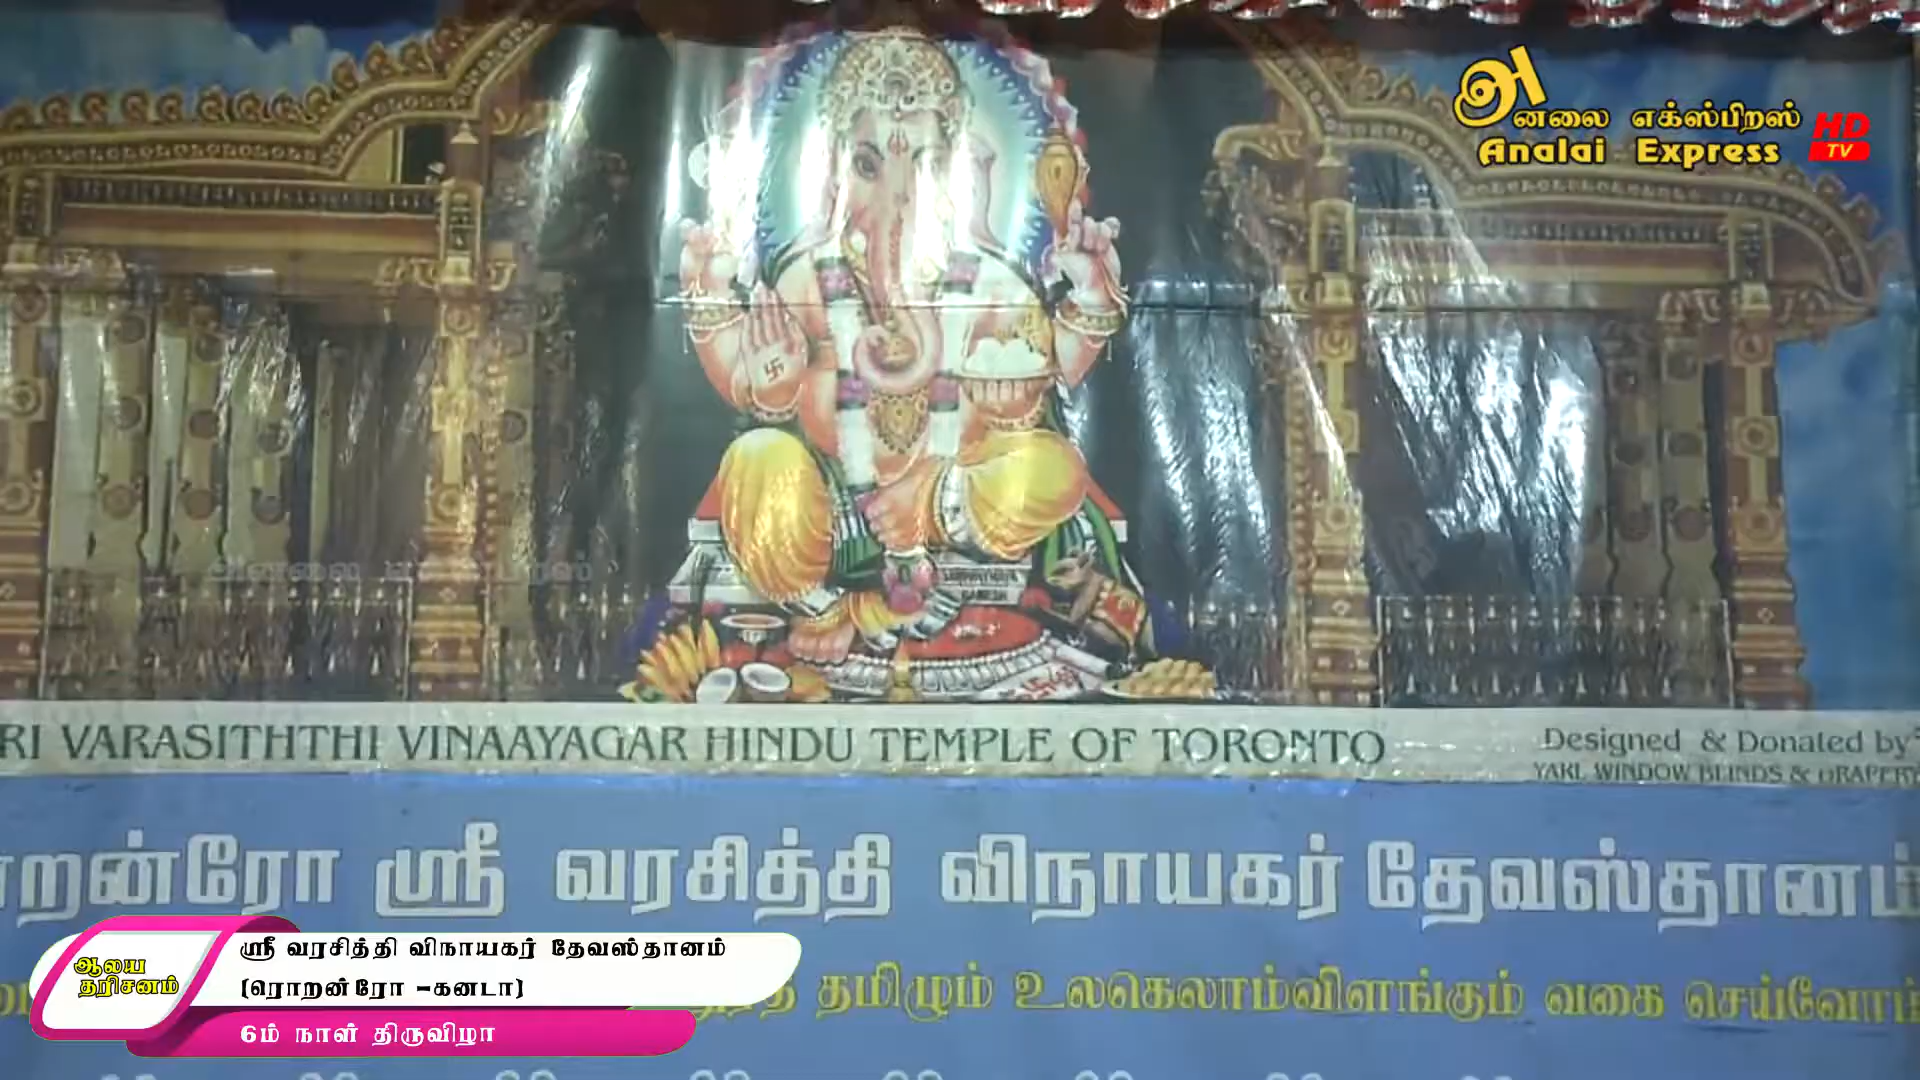 அனலை எக்ஸ்பிறஸ்
Analai Express
HD
TV
RI VARASITHTHI VINAAYAGAR HINDU TEMPLE OF TORONTO
Designed & Donated by
YAKL WINDOW BLINDS & DRAPERY
றன்ரோ ஸ்ரீ வரசித்தி விநாயகர் தேவஸ்தானம்
தமிழும் உலகெலாம்விளங்கும் வகை செய்வோம்
ஆலய
தரிசனம்
ஸ்ரீ வரசித்தி விநாயகர் தேவஸ்தானம்
(ரொறன்ரோ -கனடா)
6ம் நாள் திருவிழா